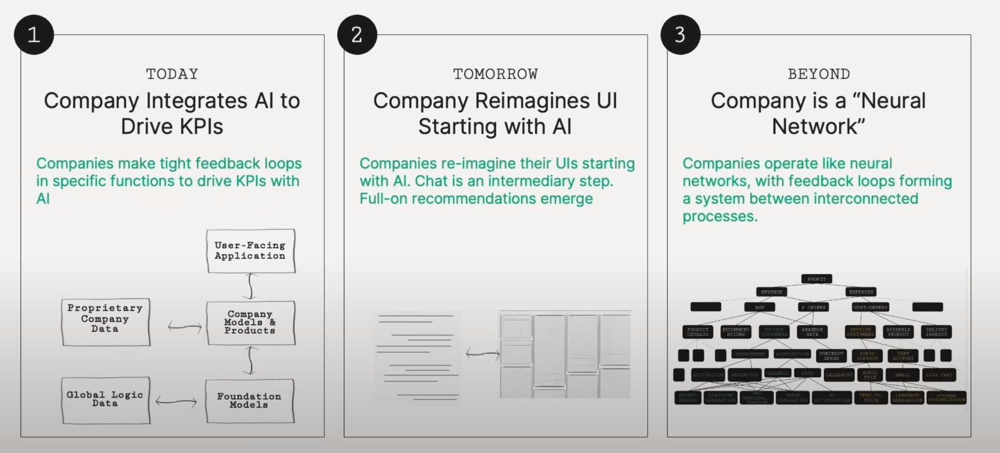 1
TODAY
Company Integrates AI to
Drive KPIs
Companies make tight feedback loops
in specific functions to drive KPIs with
AI
User-Facing
Application
Proprietary
Company
Data
Company
Models &
Products
Global Logic
Data
Foundation
Models
2
TOMORROW
Company Reimagines UI
Starting with AI
Companies re-imagine their UIs starting
with AI. Chat is an intermediary step.
Full-on recommendations emerge
3
BEYOND
Company is a “Neural
Network”
Companies operate like neural
networks, with feedback loops forming
a system between interconnected
processes.
PROFIT
REVENUE
EXPENSES
AOV
# ORDERS
COST/ORDERS
PRODUCT
CATALOG
RECOMMEND
ATIONS
UNIQUE
CUSTOMERS
ABANDON
RATE
SERVICE
CUSTOMERS
ASSEMBLE
PRODUCT
DELIVER
PRODUCT
ENGAGEMENT
ACQUISITION
CHECKOUT
SPEED
AUDIO
SUPPORT
TEXT
SUPPORT
ACTIVATION
RETENTION
ORGANIC
PAID
TELEPHONY
AUDIO
FILE
EMAIL
LIVE CHAT
GROWTH
ENGINE
LANGUAGE
GENERATION
RAG
PERSONAL-
IZATION
IMAGE
GENERATION
AD
OPTIMIZATION
TEXT-TO-
VOICE
LANGUAGE
GENERATION
CUSTOMER
PERSONALIZATION